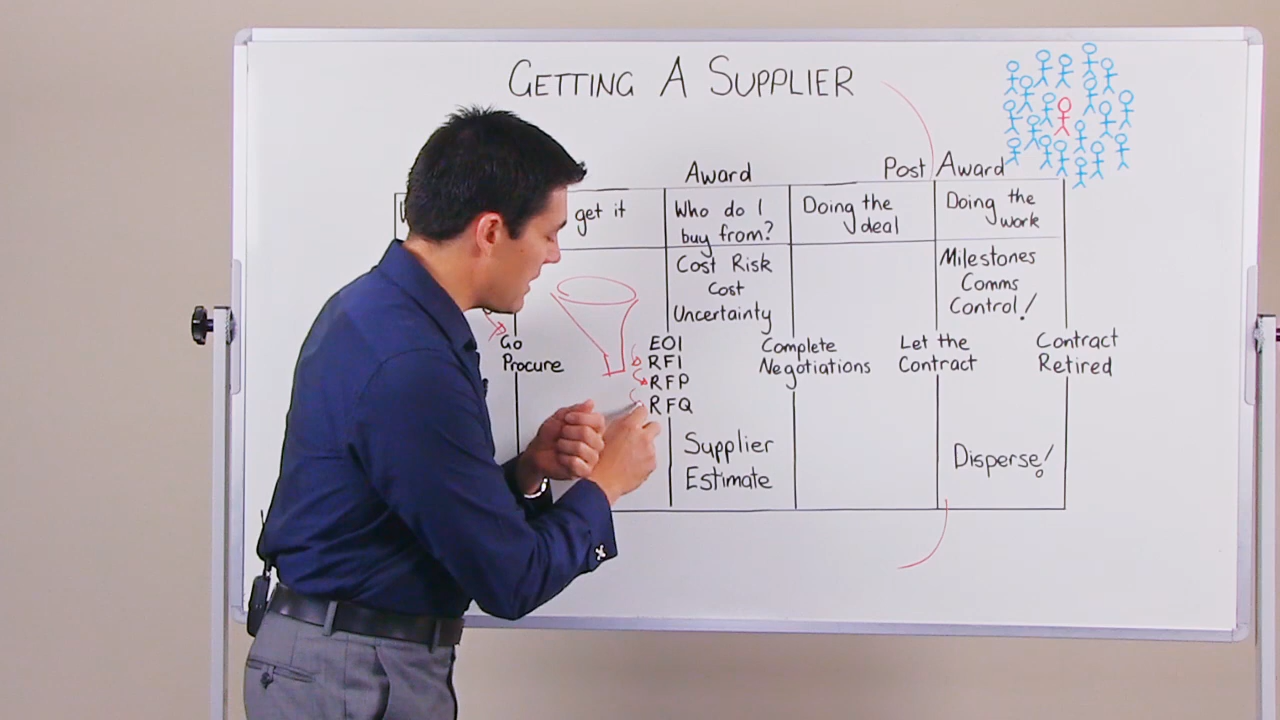 GETTING A SUPPLIER
Award
Post Award
get it
Who do I
buy from?
Doing the
deal
Doing the
work
Cost Risk
Cost
Uncertainty
Milestones
Comms
Control!
Go
Procure
EOI
RFI
RFP
RFQ
Complete
Negotiations
Let the
Contract
Contract
Retired
Supplier
Estimate
Disperse!